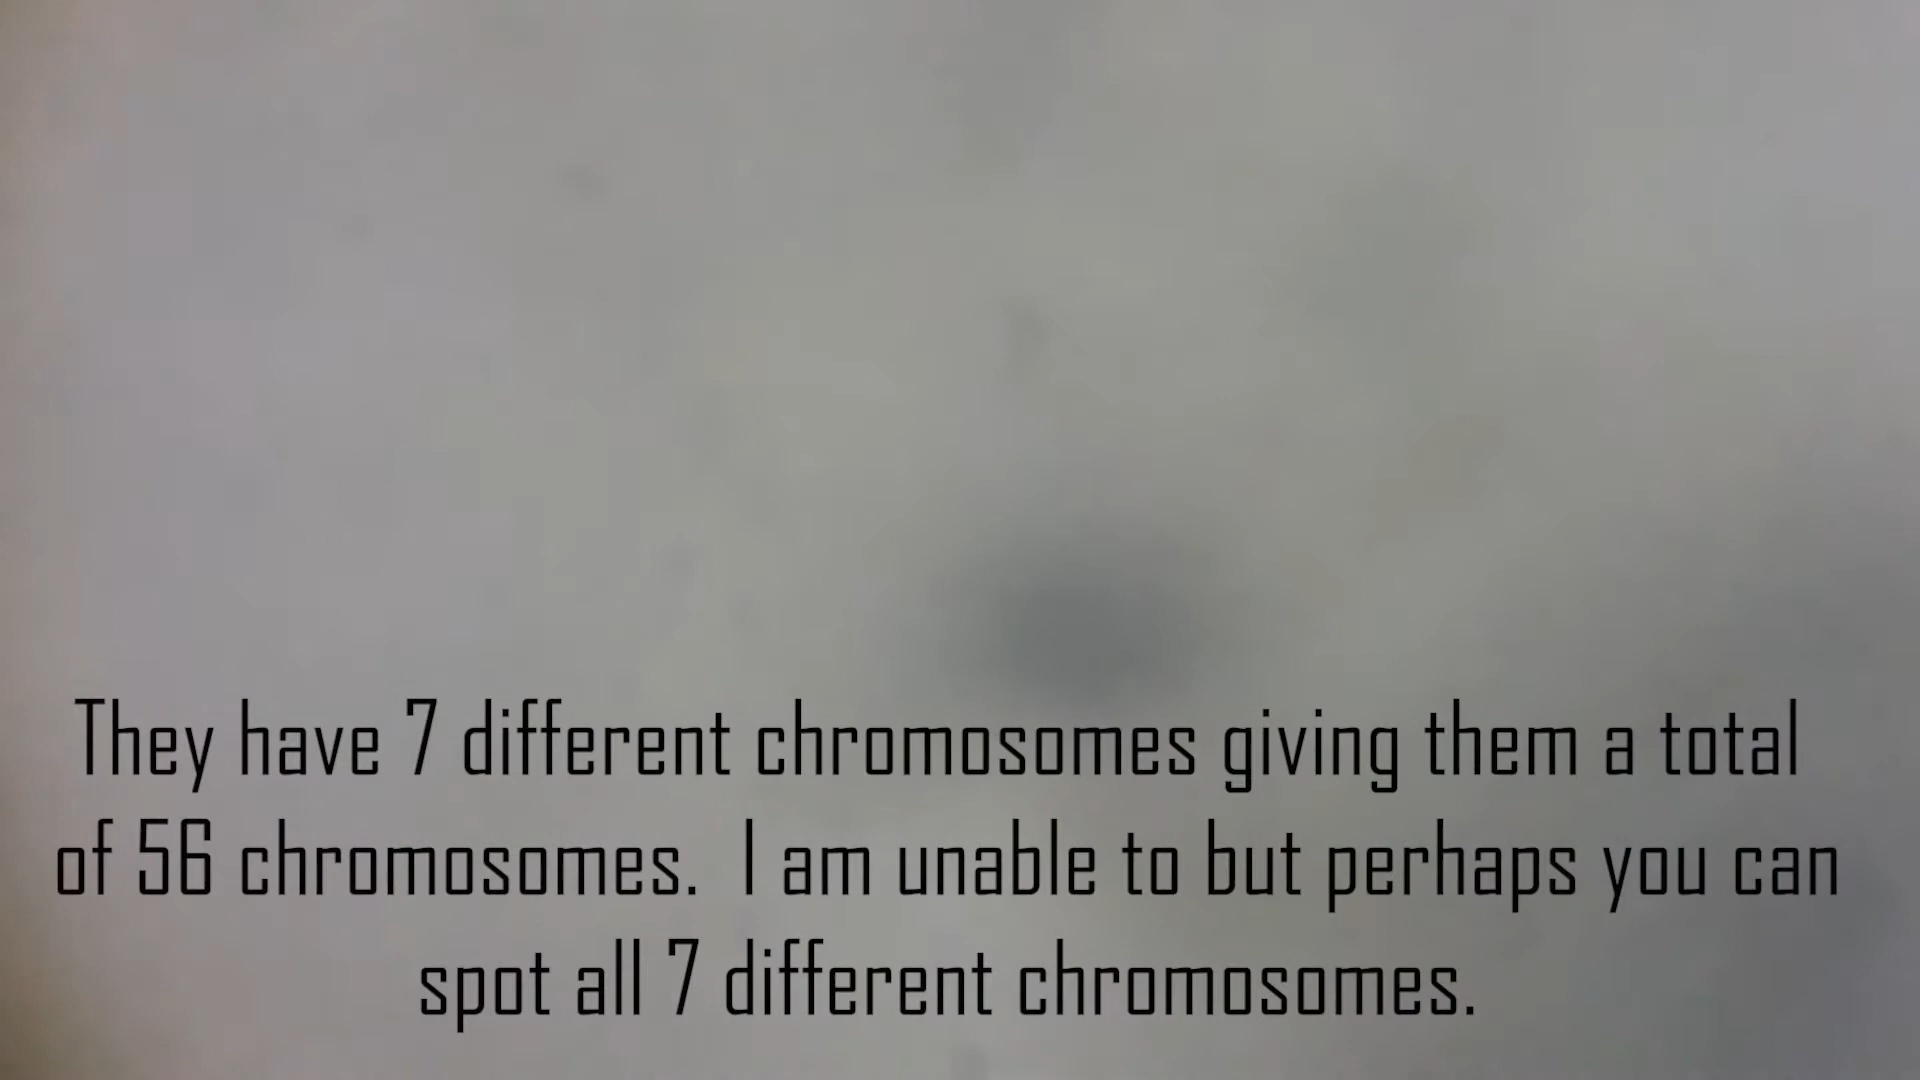 They have 7 different chromosomes giving them a total
of 56 chromosomes.  I am unable to but perhaps you can
spot all 7 different chromosomes.